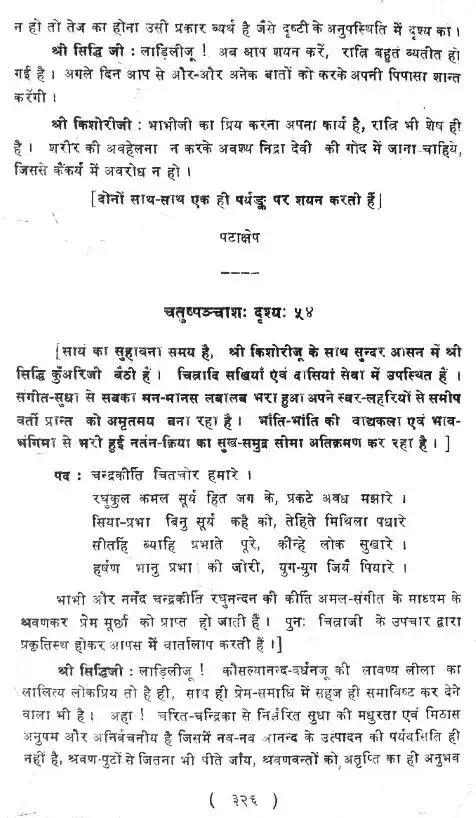 न हो तो तेज का होना उसी प्रकार व्यर्थ है जैसे दृष्टी के अनुपस्थिति में दृश्य का।
श्री सिद्धि जी : लाड़िलीजू ! अब आप शयन करें, रात्रि बहुत व्यतीत हो
गई है । अगले दिन आप से और-और अनेक बातों को करके अपनी पिपासा शान्त
करेंगी ।
श्री किशोरीजी : भाभीजी का प्रिय करना अपना कार्य है, रात्रि भी शेष ही
है । शरीर की अवहेलना न करके अवश्य निद्रा देवी की गोद में जाना-चाहिये,
जिससे कैंकर्य में अवरोध न हो ।
[दोनों साथ-साथ एक ही पर्यङ्क पर शयन करती हैं]
पटाक्षेप
----
चतुष्पञ्चाशः दृश्यः ५४
[सायं का सुहावना समय है, श्री किशोरीजू के साथ सुन्दर आसन में श्री
सिद्धि कुँअरिजी बैठी हैं । चित्रादि सखियाँ एवं दासियाँ सेवा में उपस्थित हैं ।
संगीत-सुधा से सबका मन-मानस लबालब भरा हुआ अपने स्वर-लहरियों से समीप
वर्ती प्रान्त को अमृतमय बना रहा है । भाँति-भाँति की वाद्यकला एवं भाव-
भंगिमा से भरी हुई नर्तन-क्रिया का सुख-समुद्र सीमा अतिक्रमण कर रहा है । ]
पद : चन्द्रकीर्ति चितचोर हमारे ।
रघुकुल कमल सूर्य हित जग के, प्रकटे अवध मझारे ।
सिया-प्रभा बिनु सूर्य कहै को, तेहिते मिथिला पधारे
सीतहिं ब्याहि प्रभाते पूरे, कीन्हे लोक सुखारे ।
हर्षण भानु प्रभा की जोरी, युग-युग जियँ पियारे ।
भाभी और ननँद चन्द्रकीर्ति रघुनन्दन की कीर्ति अमल-संगीत के माध्यम के
श्रवणकर प्रेम मूर्छा को प्राप्त हो जाती हैं । पुनः चित्राजी के उपचार द्वारा
प्रकृतिस्थ होकर आपस में वार्तालाप करती हैं ।]
श्री सिद्धिजी : लाड़िलीजू ! कौसल्यानन्द-वर्धनजू की लावण्य लीला का
लालित्य लोकप्रिय तो है ही, साथ ही प्रेम-समाधि में सहज ही समाविष्ट कर देने
वाला भी है । अहा ! चरित-चन्द्रिका से निर्झरित सुधा की मधुरता एवं मिठास
अनुपम और अनिर्वचनीय है जिसमें नव-नव आनन्द के उत्पादन की पर्यवसिति ही
नहीं है, श्रवण-पुटों से जितना भी पीते जाँय, श्रवणवन्तों को अतृप्ति का ही अनुभव
( ३२६ )